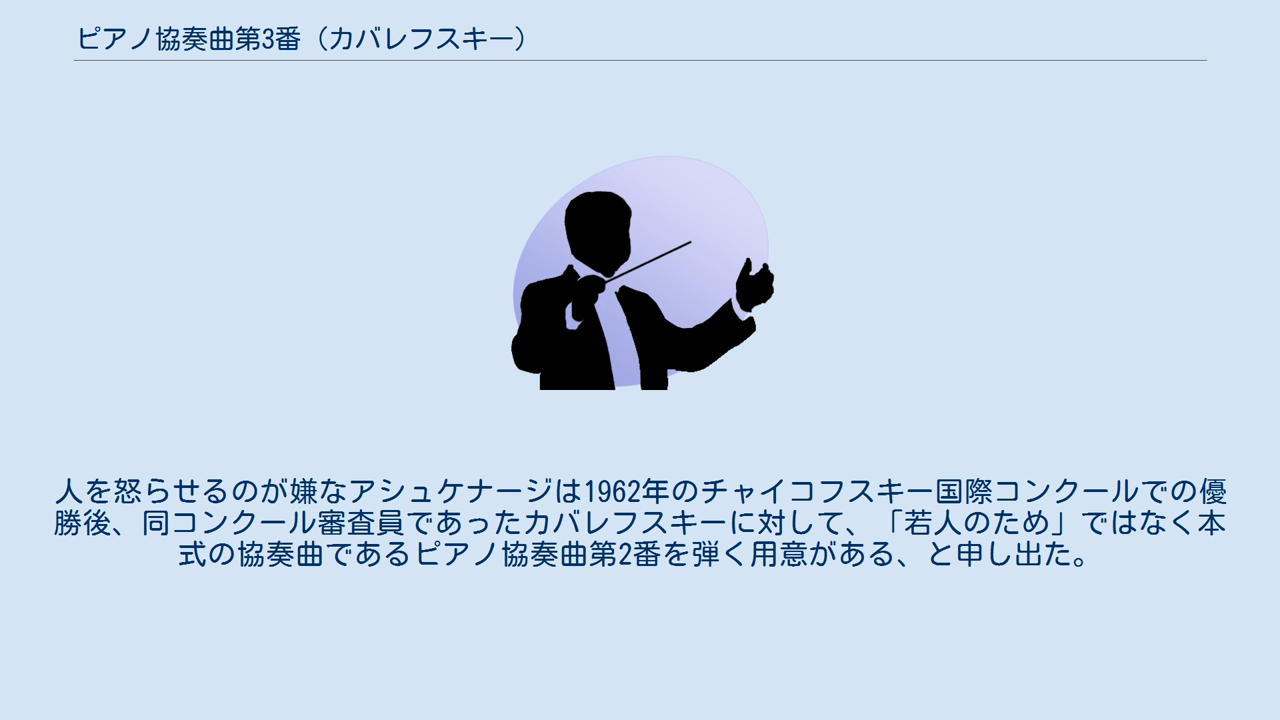 ピアノ協奏曲第3番（カバレフスキー）
人を怒らせるのが嫌なアシュケナージは1962年のチャイコフスキー国際コンクールでの優
勝後、同コンクール審査員であったカバレフスキーに対して、「若人のため」ではなく本
式の協奏曲であるピアノ協奏曲第2番を弾く用意がある、と申し出た。